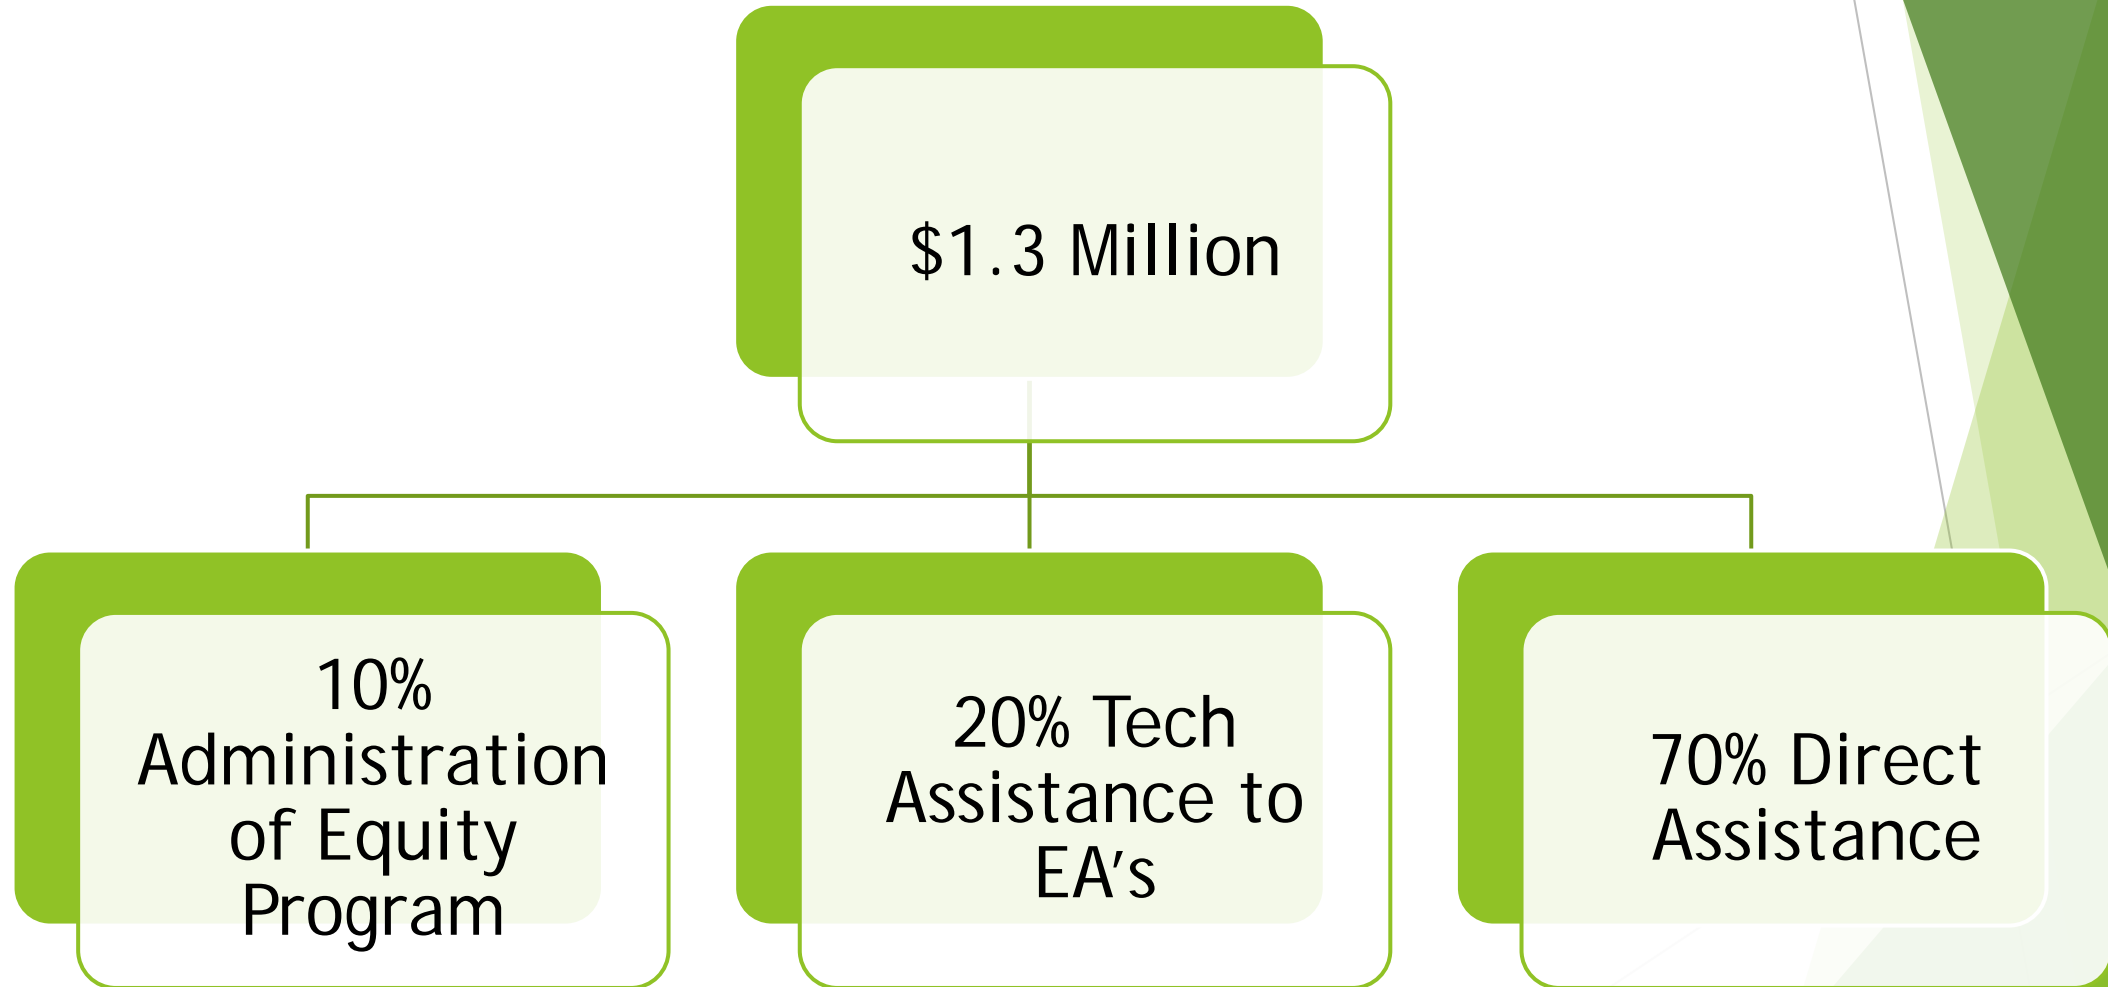 $1.3 Million
10%
Administration
of Equity
Program
20% Tech
Assistance to
EA’s
70% Direct
Assistance